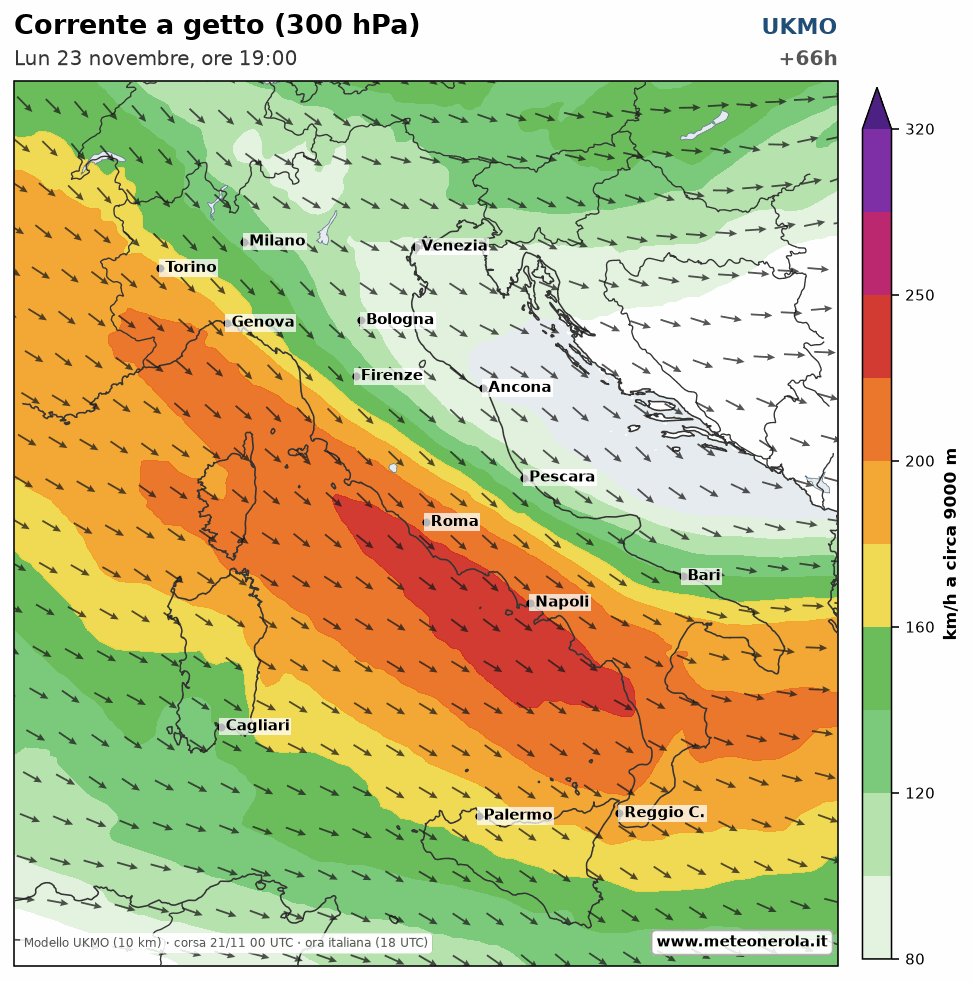 Corrente a getto (300 hPa)
UKMO
Lun 23 novembre, ore 19:00
+66h
Milano
Venezia
Torino
Genova
Bologna
Firenze
Ancona
Pescara
Roma
Bari
Napoli
Cagliari
Palermo
Reggio C.
320
250
200
160
120
80
km/h a circa 9000 m
Modello UKMO (10 km) · corsa 21/11 00 UTC · ora italiana (18 UTC)
www.meteonerola.it